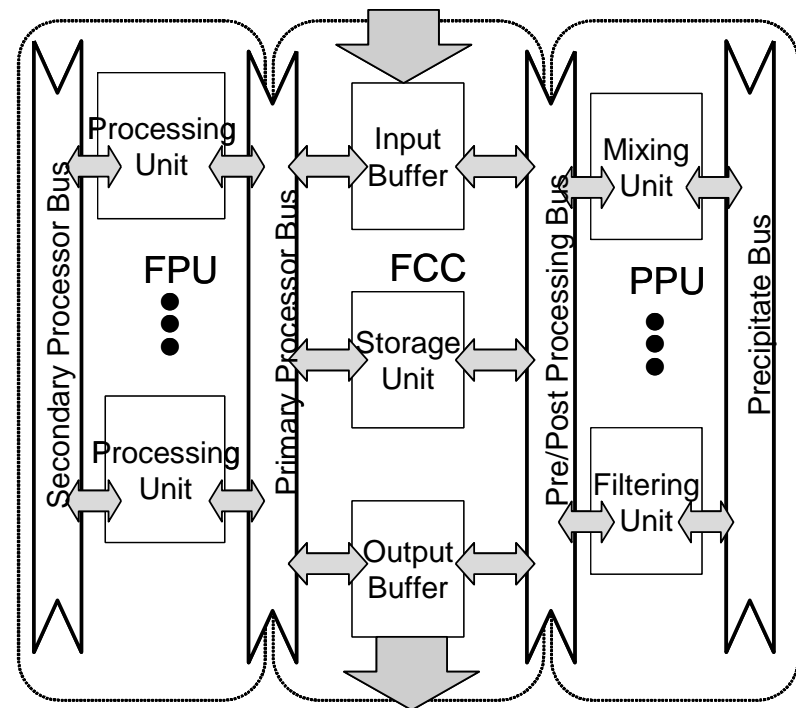 Secondary Processor Bus
Processing
Unit
FPU
Processing
Unit
Primary Processor Bus
Input
Buffer
FCC
Storage
Unit
Output
Buffer
Pre/Post Processing Bus
Mixing
Unit
PPU
Filtering
Unit
Precipitate Bus